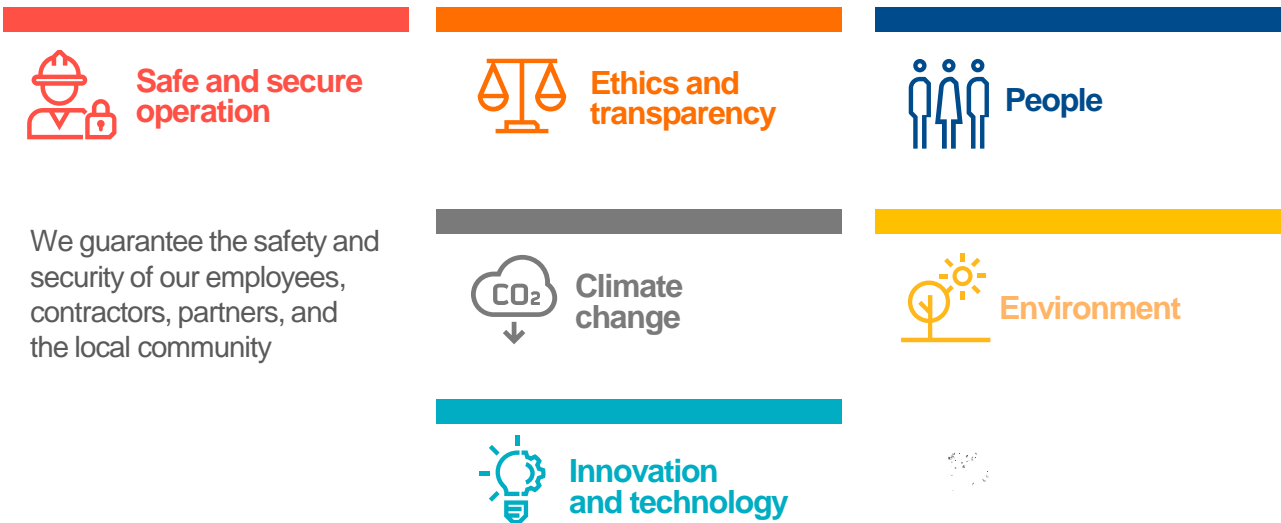 Safe and secure
operation
We guarantee the safety and
security of our employees,
contractors, partners, and
the local community
Ethics and
transparency
People
CO₂
Climate
change
Environment
Innovation
and technology